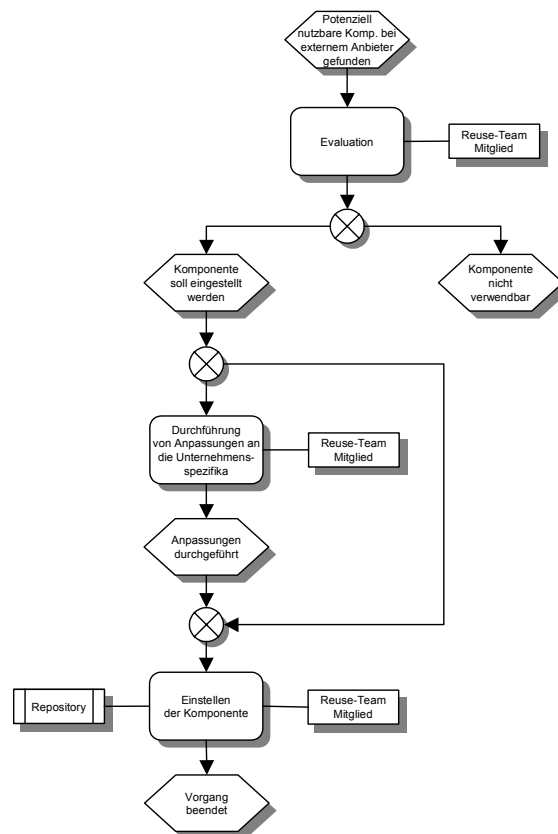 Potenziell
nutzbare Komp. bei
externem Anbieter
gefunden
Evaluation
Reuse-Team
Mitglied
Komponente
soll eingestellt
werden
Komponente
nicht
verwendbar
Durchführung
von Anpassungen an
die Unternehmens-
spezifika
Reuse-Team
Mitglied
Anpassungen
durchgeführt
Repository
Einstellen
der Komponente
Reuse-Team
Mitglied
Vorgang
beendet